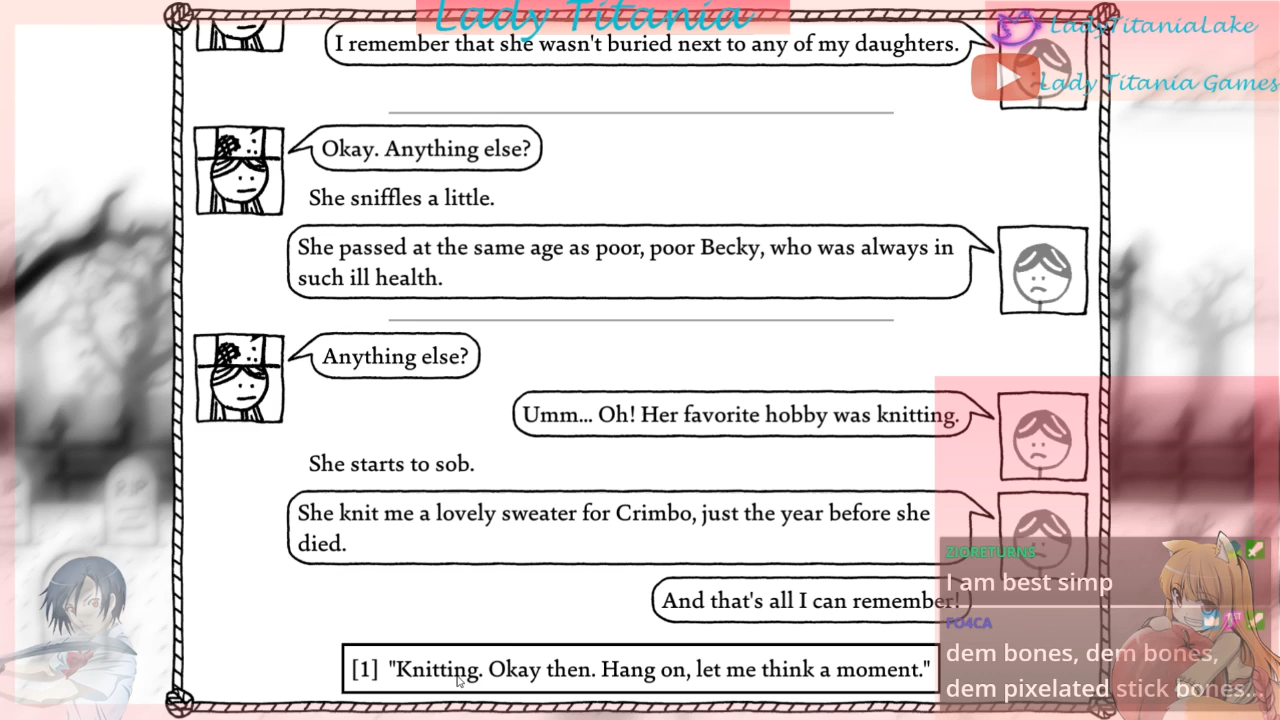 Lady Titania
LadyTitaniaLake
I remember that she wasn't buried next to any of my daughters.
Lady Titania Games
Okay. Anything else?
She sniffles a little.
She passed at the same age as poor, poor Becky, who was always in
such ill health.
Anything else?
Umm... Oh! Her favorite hobby was knitting.
She starts to sob.
She knit me a lovely sweater for Crimbo, just the year before she
died.
ZIORETURNS
I am best simp
And that's all I can remember!
FO4CA
dem bones, dem bones,
dem pixelated stick bones...
[1] "Knitting. Okay then. Hang on, let me think a moment."